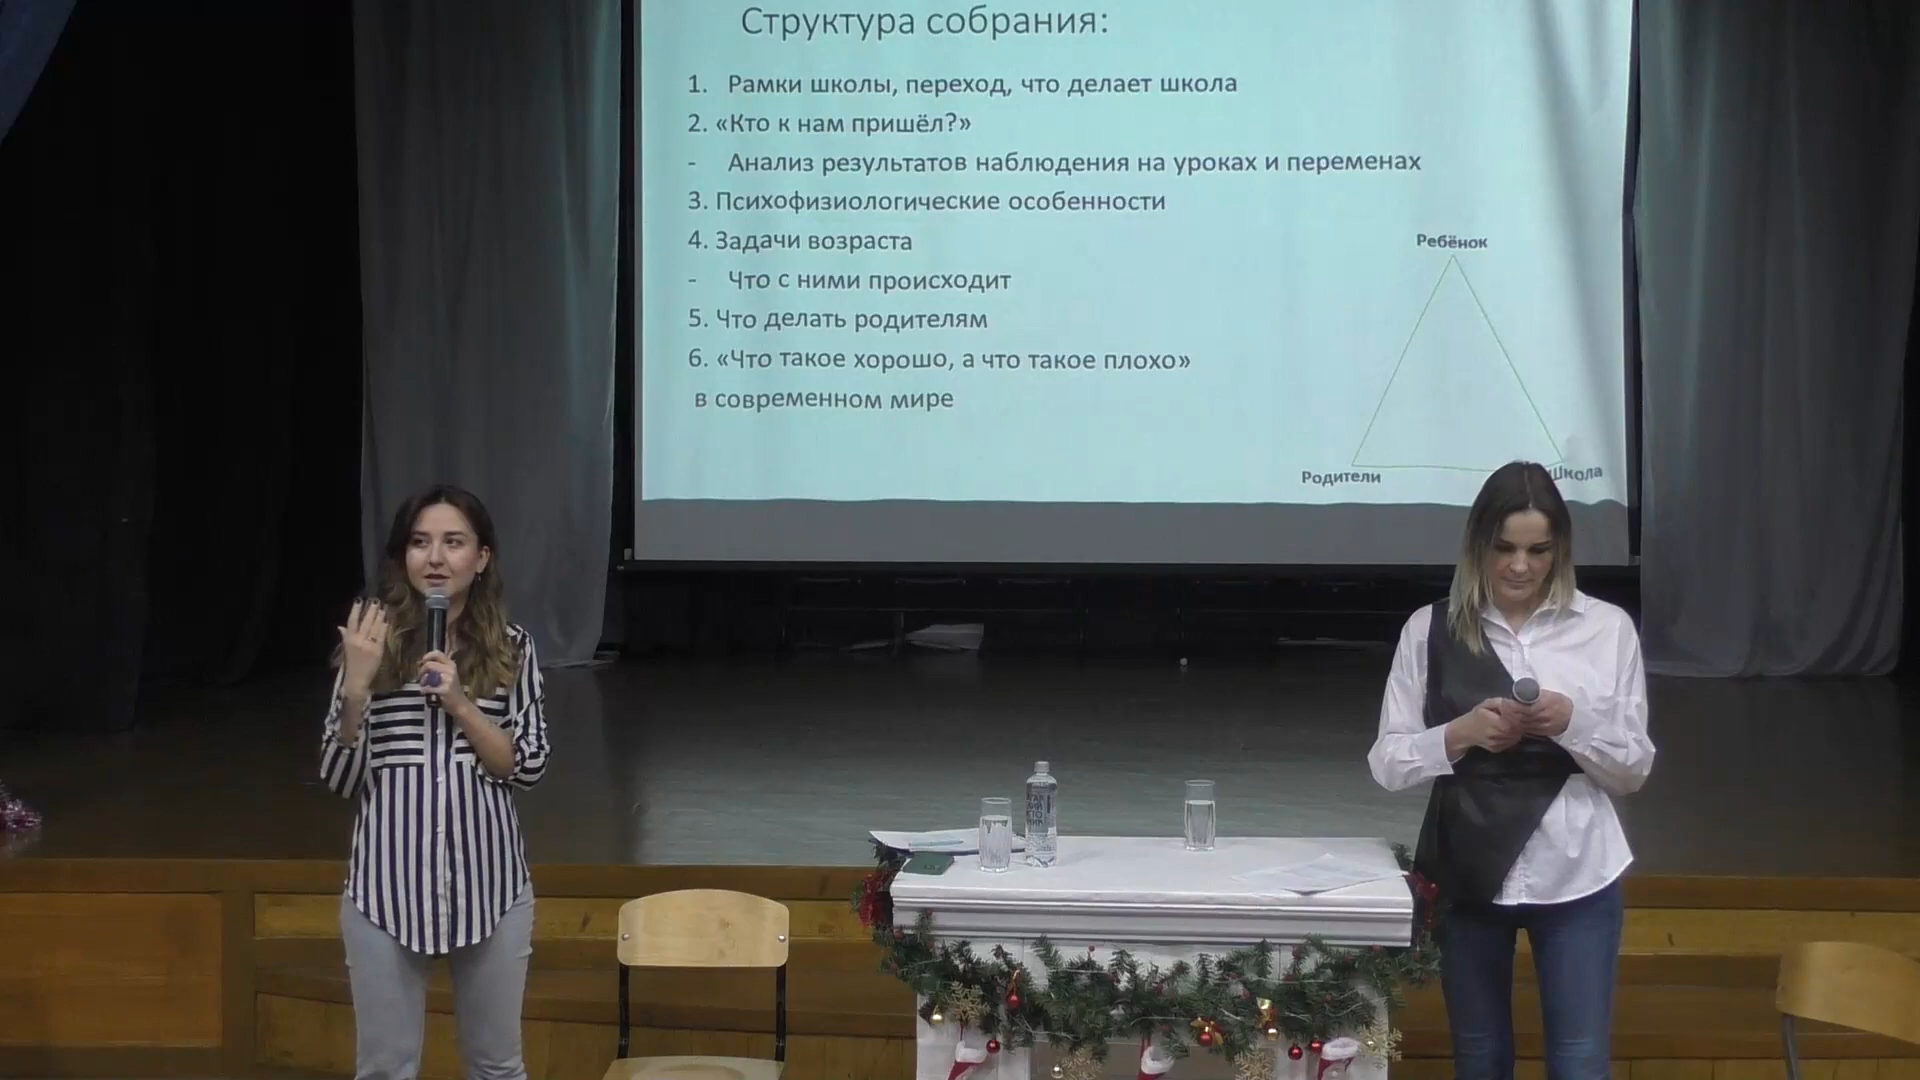 Структура собрания:
1. Рамки школы, переход, что делает школа
2. «Кто к нам пришёл?»
- Анализ результатов наблюдения на уроках и переменах
3. Психофизиологические особенности
4. Задачи возраста
- Что с ними происходит
5. Что делать родителям
6. «Что такое хорошо, а что такое плохо»
в современном мире
Ребёнок
Родители
Школа